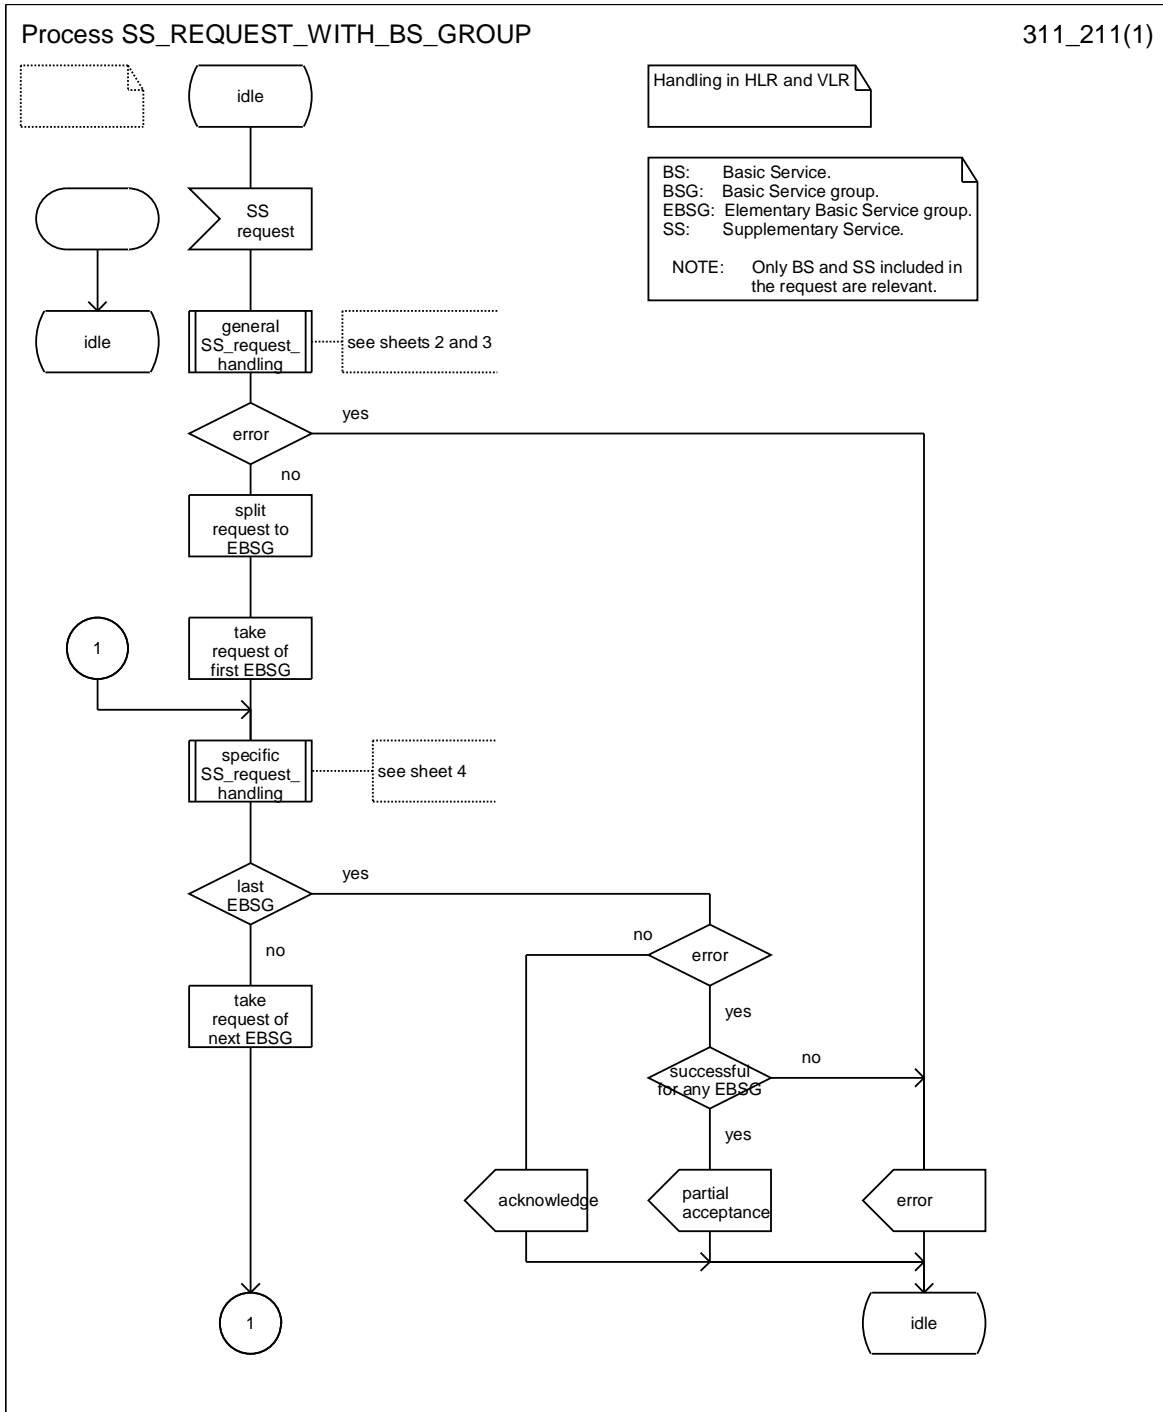 Process SS_REQUEST_WITH_BS_GROUP
311_211(1)
idle
Handling in HLR and VLR
BS: Basic Service.
BSG: Basic Service group.
EBSG: Elementary Basic Service group.
SS: Supplementary Service.
NOTE: Only BS and SS included in
the request are relevant.
SS
request
idle
general
SS_request_
handling
see sheets 2 and 3
error
yes
no
split
request to
EBSG
1
take
request of
first EBSG
specific
SS_request_
handling
see sheet 4
last
EBSG
yes
no
no
error
yes
take
request of
next EBSG
successful
for any EBSG
no
yes
acknowledge
partial
acceptance
error
1
idle